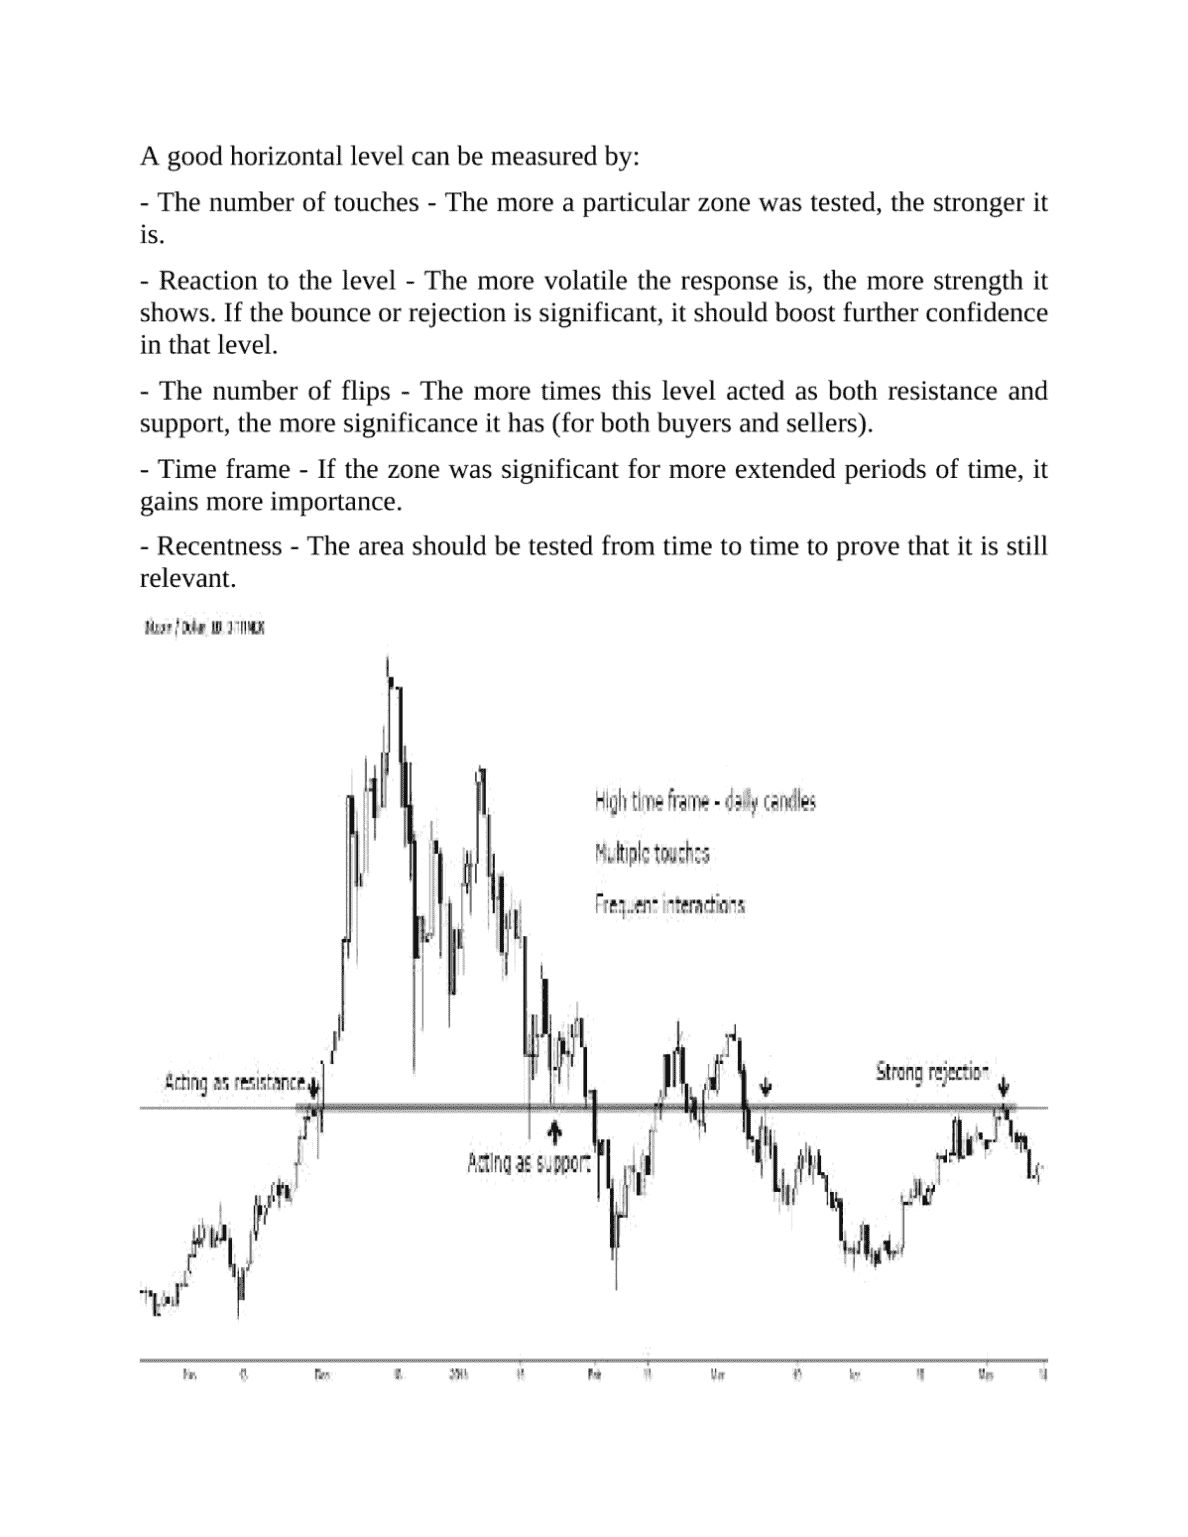 A good horizontal level can be measured by:
- The number of touches - The more a particular zone was tested, the stronger it
is.
- Reaction to the level - The more volatile the response is, the more strength it
shows. If the bounce or rejection is significant, it should boost further confidence
in that level.
- The number of flips - The more times this level acted as both resistance and
support, the more significance it has (for both buyers and sellers).
- Time frame - If the zone was significant for more extended periods of time, it
gains more importance.
- Recentness - The area should be tested from time to time to prove that it is still
relevant.
High time frame - daily candles
Multiple touches
Frequent interactions
Acting as resistance
Strong rejection
Acting as support